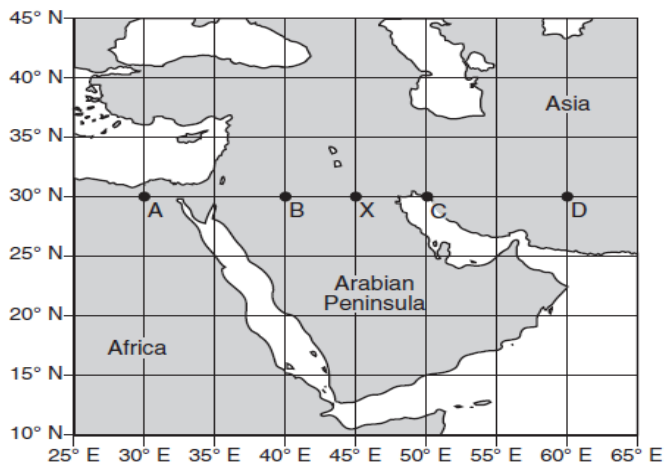 45° N
40° N
Asia
35° N
30° N
A
B
X
C
D
25° N
Arabian
Peninsula
20° N
Africa
15° N
10° N
25° E 30° E 35° E 40° E 45° E 50° E 55° E 60° E 65° E